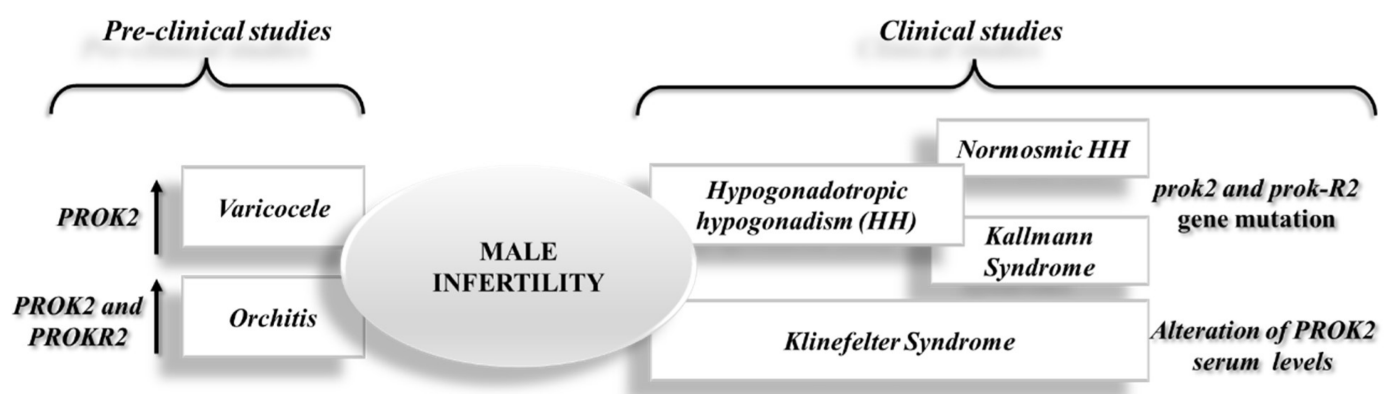 Pre-clinical studies
Clinical studies
PROK2
Varicocele
PROK2 and
PROKR2
Orchitis
MALE
INFERTILITY
Hypogonadotropic
hypogonadism (HH)
Normosmic HH
Kallmann
Syndrome
prok2 and prok-R2
gene mutation
Klinefelter Syndrome
Alteration of PROK2
serum levels